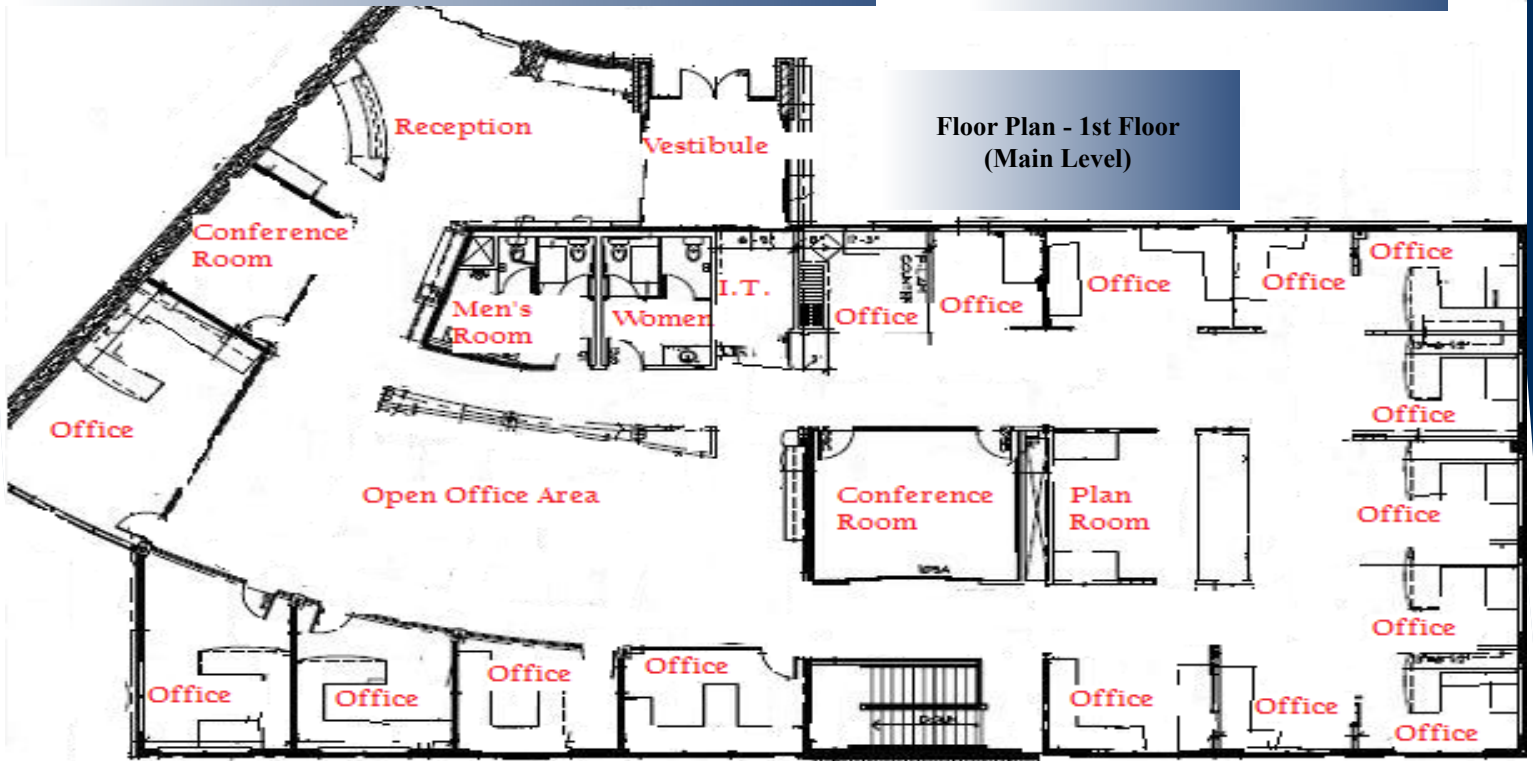 Floor Plan - 1st Floor
(Main Level)
Reception
Vestibule
Conference
Room
Men's
Room
Women
I.T.
Office
Office
Office
Office
Office
Office
Office
Open Office Area
Conference
Room
Plan
Room
Office
Office
Office
Office
Office
Office
DOWN
Office
Office
Office